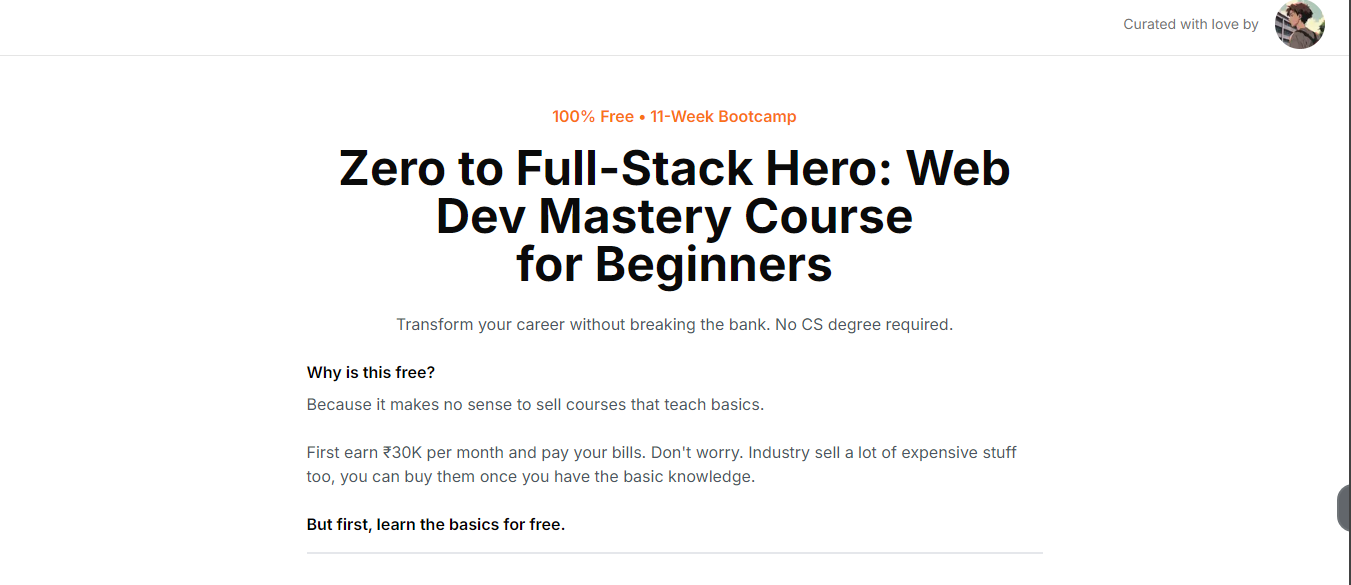 Curated with love by
100% Free • 11-Week Bootcamp
Zero to Full-Stack Hero: Web
Dev Mastery Course
for Beginners
Transform your career without breaking the bank. No CS degree required.
Why is this free?
Because it makes no sense to sell courses that teach basics.
First earn ₹30K per month and pay your bills. Don't worry. Industry sell a lot of expensive stuff
too, you can buy them once you have the basic knowledge.
But first, learn the basics for free.